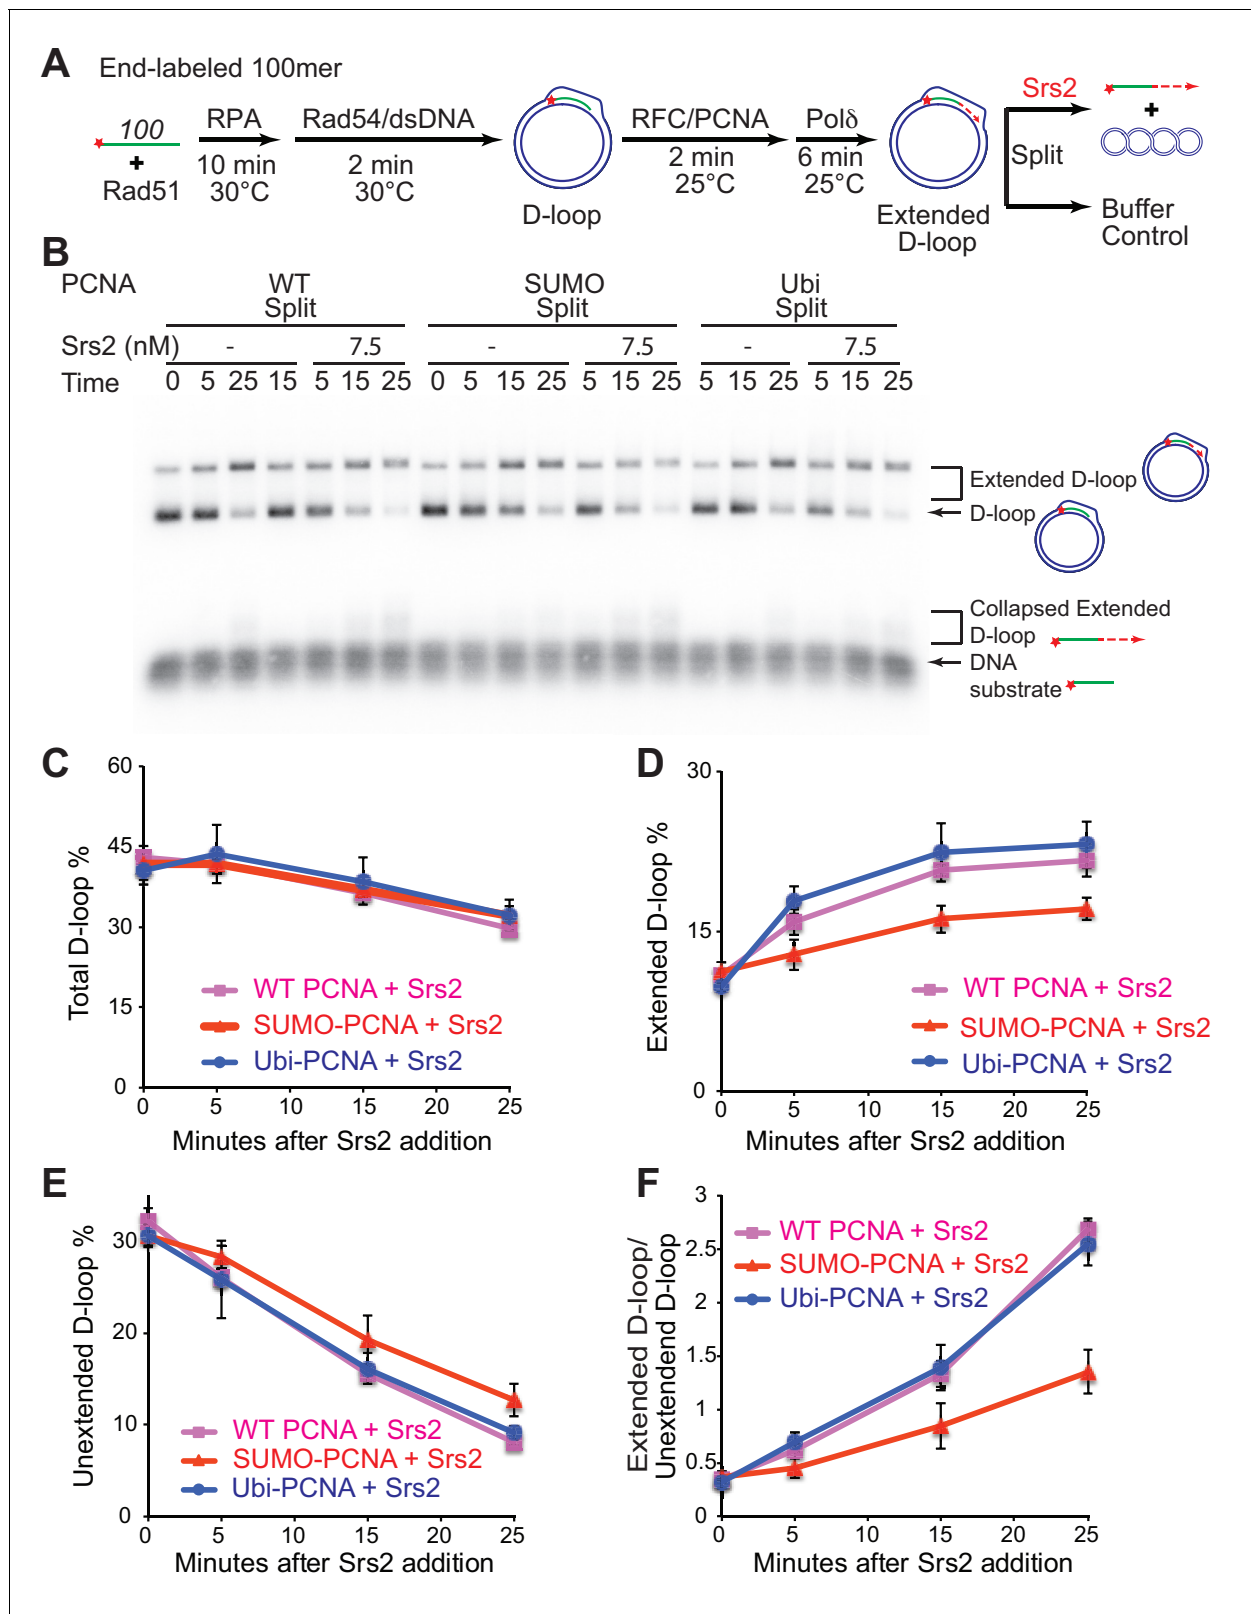 A End-labeled 100mer
100
+
Rad51
RPA
10 min
30°C
Rad54/dsDNA
2 min
30°C
D-loop
RFC/PCNA
2 min
25°C
Polδ
6 min
25°C
Extended
D-loop
Srs2
+
Split
Buffer
Control
B
PCNA WT SUMO Ubi
Split Split Split
Srs2 (nM) - 7.5 - 7.5 - 7.5
Time 0 5 25 15 5 15 25 0 5 15 25 5 15 25 5 15 25 5 15 25
Extended D-loop
D-loop
Collapsed Extended
D-loop
DNA
substrate
C
Total D-loop %
60
45
30
15
0
0 5 10 15 20 25
Minutes after Srs2 addition
WT PCNA + Srs2
SUMO-PCNA + Srs2
Ubi-PCNA + Srs2
D
Extended D-loop %
30
15
0
0 5 10 15 20 25
Minutes after Srs2 addition
WT PCNA + Srs2
SUMO-PCNA + Srs2
Ubi-PCNA + Srs2
E
Unextended D-loop %
30
20
10
0
0 5 10 15 20 25
Minutes after Srs2 addition
WT PCNA + Srs2
SUMO-PCNA + Srs2
Ubi-PCNA + Srs2
F
Extended D-loop/
Unextend D-loop
3
2.5
2
1.5
1
0.5
0
0 5 10 15 20 25
Minutes after Srs2 addition
WT PCNA + Srs2
SUMO-PCNA + Srs2
Ubi-PCNA + Srs2